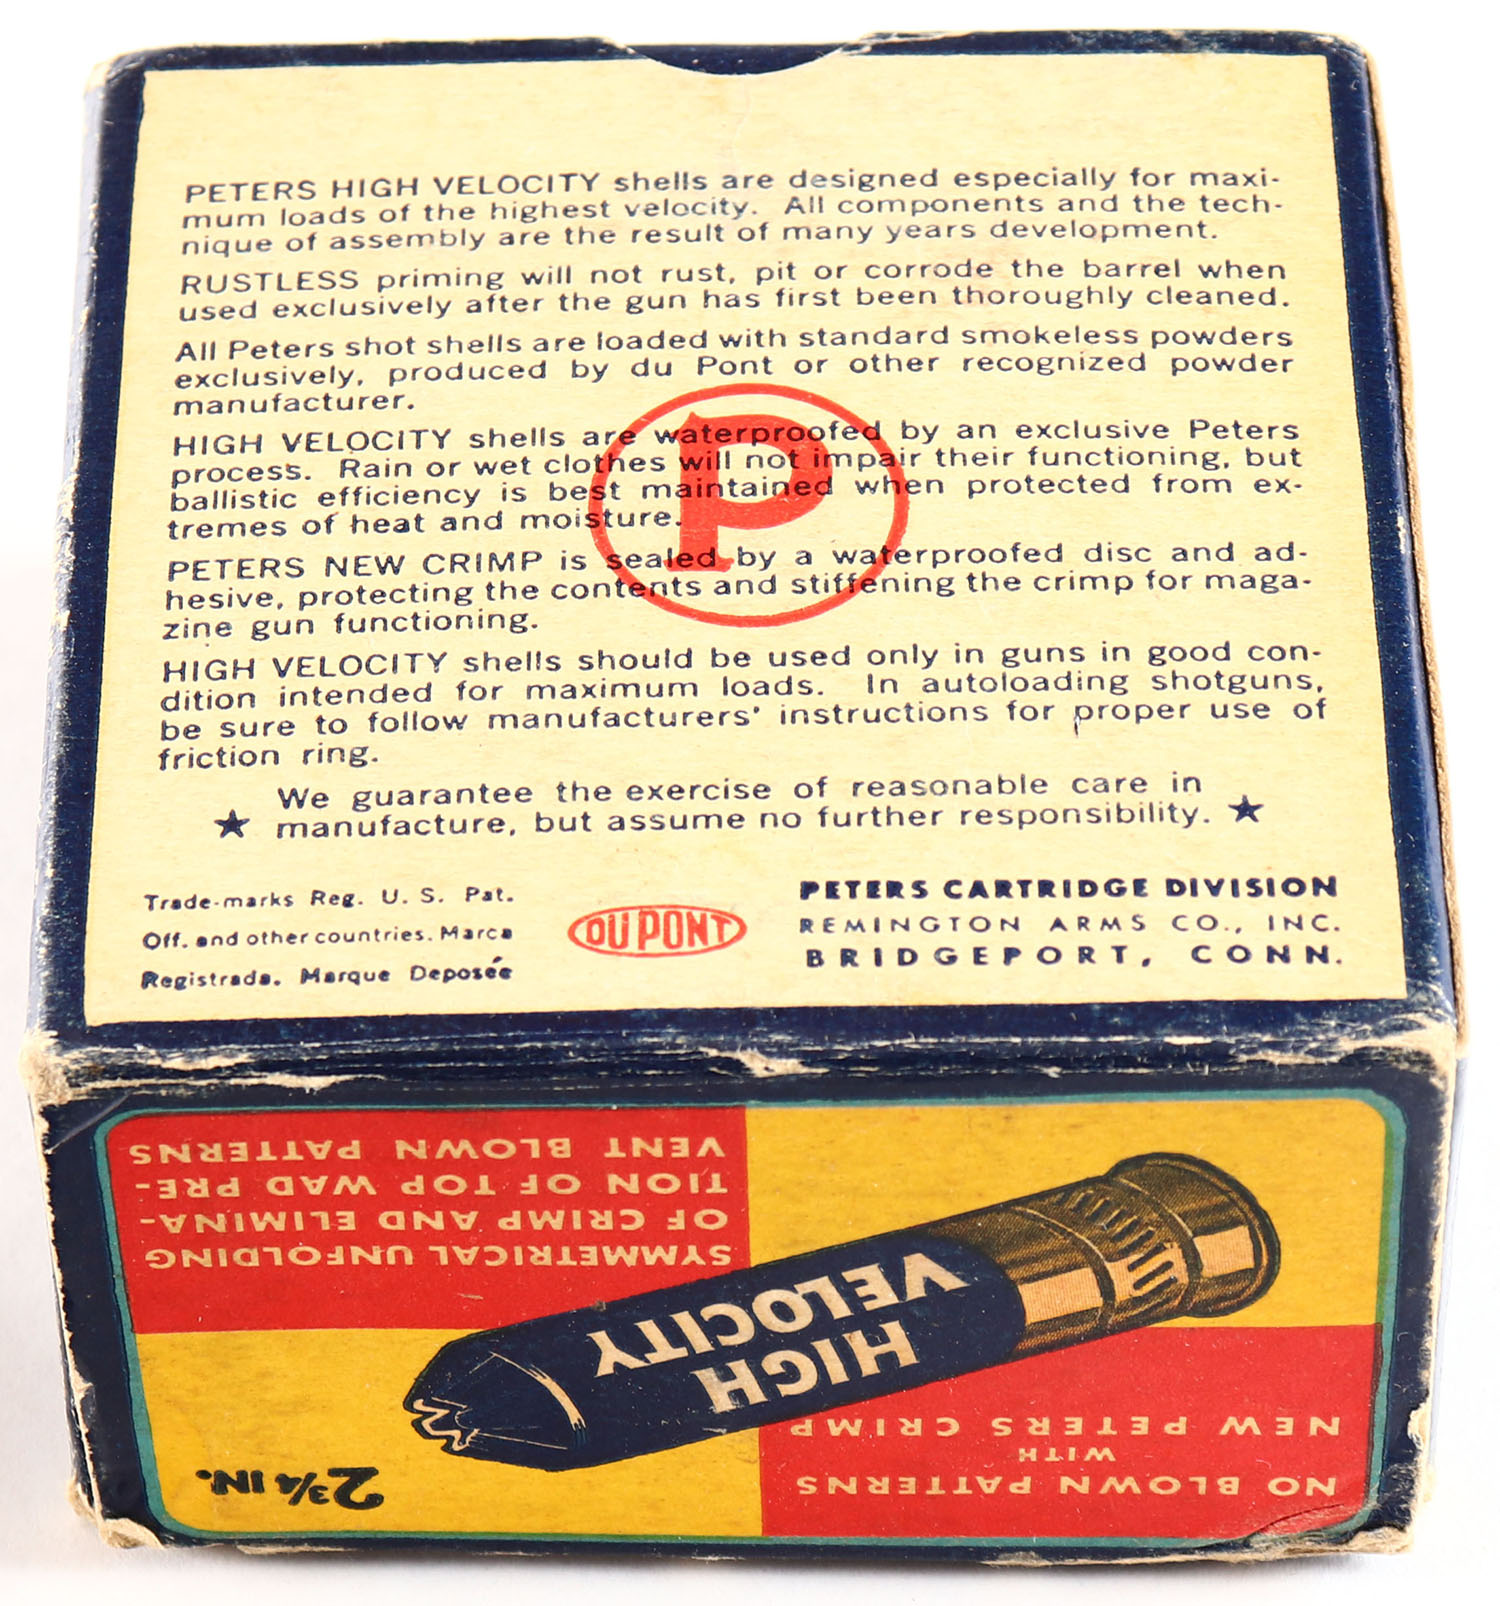 PETERS HIGH VELOCITY shells are designed especially for maxi-
mum loads of the highest velocity. All components and the tech-
nique of assembly are the result of many years development.
RUSTLESS priming will not rust, pit or corrode the barrel when
used exclusively after the gun has first been thoroughly cleaned.
All Peters shot shells are loaded with standard smokeless powders
exclusively, produced by du Pont or other recognized powder
manufacturer.
HIGH VELOCITY shells are waterproofed by an exclusive Peters
process. Rain or wet clothes will not impair their functioning, but
ballistic efficiency is best maintained when protected from ex-
tremes of heat and moisture.
P
PETERS NEW CRIMP is sealed by a waterproofed disc and ad-
hesive, protecting the contents and stiffening the crimp for maga-
zine gun functioning.
HIGH VELOCITY shells should be used only in guns in good con-
dition intended for maximum loads. In autoloading shotguns,
be sure to follow manufacturers' instructions for proper use of
friction ring.
We guarantee the exercise of reasonable care in
★ manufacture, but assume no further responsibility. ★
Trade-marks Reg. U. S. Pat.
Off. and other countries. Marca
Registrada. Marque Deposée
DU PONT
PETERS CARTRIDGE DIVISION
REMINGTON ARMS CO., INC.
BRIDGEPORT, CONN.
NO BLOWN PATTERNS
WITH
NEW PETERS CRIMP
2¾ IN.
HIGH
VELOCITY
SYMMETRICAL UNFOLDING
OF CRIMP AND ELIMINA-
TION OF TOP WAD PRE-
VENT BLOWN PATTERNS